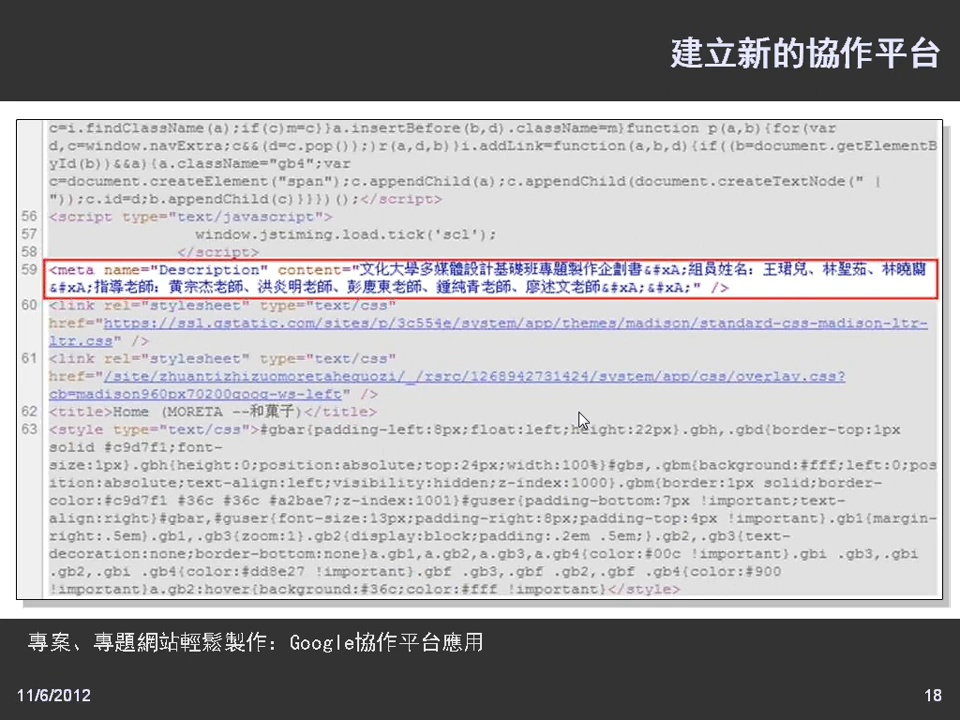 建立新的協作平台
c=i.findClassName(a);if(c)m=c}}a.insertBefore(b,d).className=m}function p(a,b){for(var
d,c=window.navExtra;c&&(d=c.pop());)r(a,d,b)}i.addLink=function(a,b,d){if((b=document.getElementB
yId(b))&&a){a.className="gb4";var
c=document.createElement("span");c.appendChild(a);c.appendChild(document.createTextNode(" |
"));c.id=d;b.appendChild(c)}}})();</script>
56 <script type="text/javascript">
57 window.jstiming.load.tick('scl');
58 </script>
59 <meta name="Description" content="文化大學多媒體設計基礎班專題製作企劃書&#xA;組員姓名：王珺兒、林聖茹、林曉蘭
&#xA;指導老師：黃宗杰老師、洪炎明老師、彭鹿東老師、鍾純青老師、廖述文老師&#xA;&#xA;" />
60 <link rel="stylesheet" type="text/css"
href="https://ssl.gstatic.com/sites/p/3c554e/system/app/themes/madison/standard-css-madison-ltr-
ltr.css" />
61 <link rel="stylesheet" type="text/css"
href="/site/zhuantizhizuomoretaheguozi/_/rsrc/1268942731424/system/app/css/overlay.css?
cb=madison960px70200goog-ws-left" />
62 <title>Home (MORETA --和菓子)</title>
63 <style type="text/css">#gbar{padding-left:8px;float:left;height:22px}.gbh,.gbd{border-top:1px
solid #c9d7f1;font-
size:1px}.gbh{height:0;position:absolute;top:24px;width:100%}#gbs,.gbm{background:#fff;left:0;pos
ition:absolute;text-align:left;visibility:hidden;z-index:1000}.gbm{border:1px solid;border-
color:#c9d7f1 #36c #36c #a2bae7;z-index:1001}#guser{padding-bottom:7px !important;text-
align:right}#gbar,#guser{font-size:13px;padding-right:8px;padding-top:4px !important}.gb1{margin-
right:.5em}.gb1,.gb3{zoom:1}.gb2{display:block;padding:.2em .5em;}.gb2,.gb3{text-
decoration:none;border-bottom:none}a.gb1,a.gb2,a.gb3,a.gb4{color:#00c !important}.gbi .gb3,.gbi
.gb2,.gbi .gb4{color:#dd8e27 !important}.gbf .gb3,.gbf .gb2,.gbf .gb4{color:#900
!important}a.gb2:hover{background:#36c;color:#fff !important}</style>
專案、專題網站輕鬆製作：Google協作平台應用
11/6/2012
18